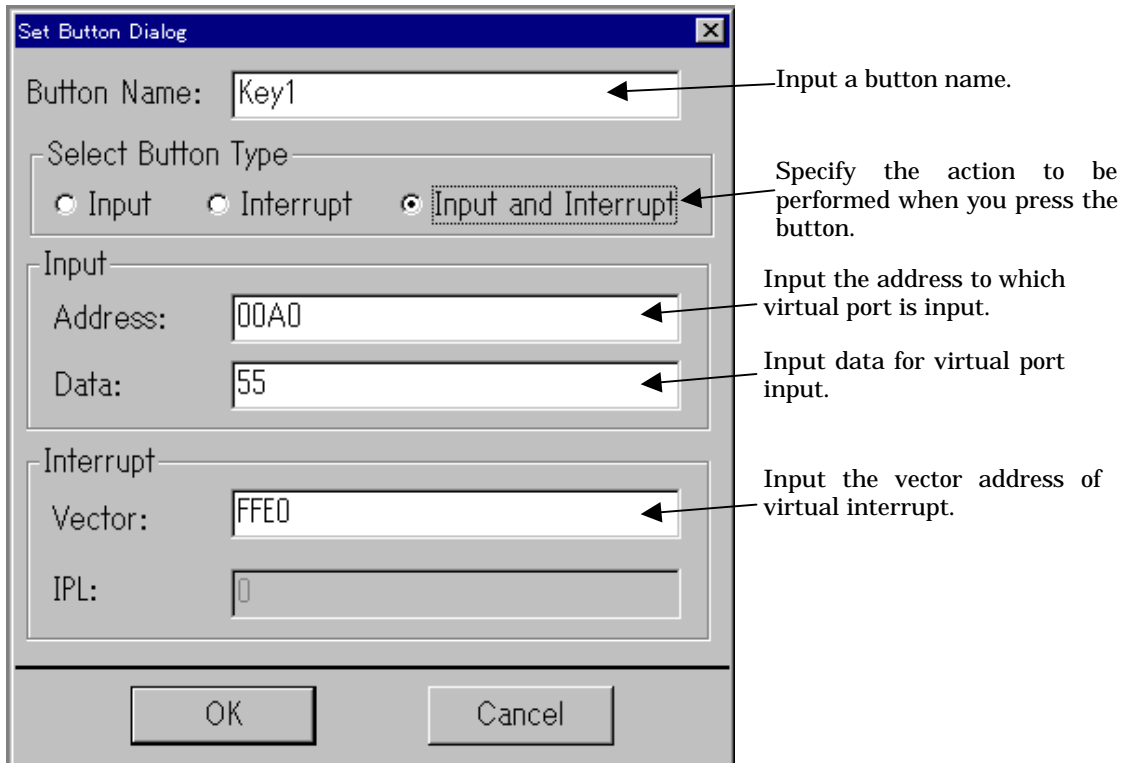 Set Button Dialog
Button Name: Key1
Input a button name.
Select Button Type
Input Interrupt Input and Interrupt
Specify the action to be
performed when you press the
button.
Input
Address: 00A0
Input the address to which
virtual port is input.
Data: 55
Input data for virtual port
input.
Interrupt
Vector: FFE0
Input the vector address of
virtual interrupt.
IPL: 0
OK Cancel